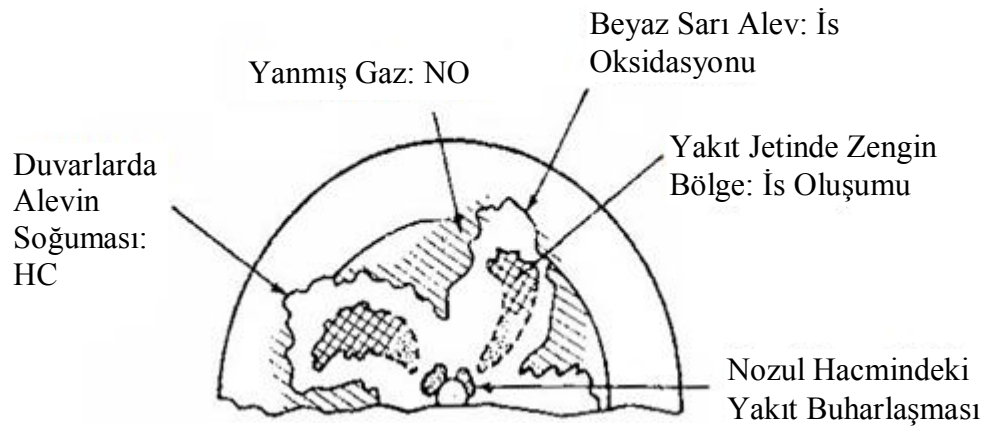 Beyaz Sarı Alev: İs
Oksidasyonu
Yanmış Gaz: NO
Yakıt Jetinde Zengin
Bölge: İs Oluşumu
Duvarlarda
Alevin
Soğuması:
HC
Nozul Hacmindeki
Yakıt Buharlaşması